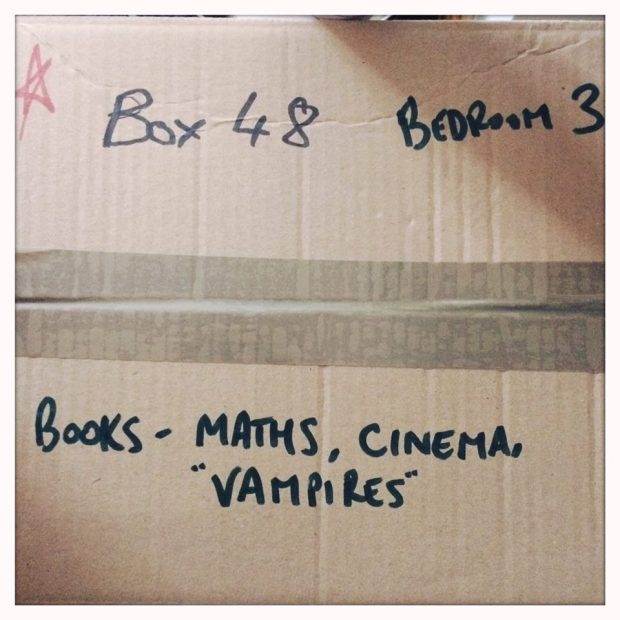 Box 48 BEDROOM 3
BOOKS - MATHS, CINEMA,
"VAMPIRES"